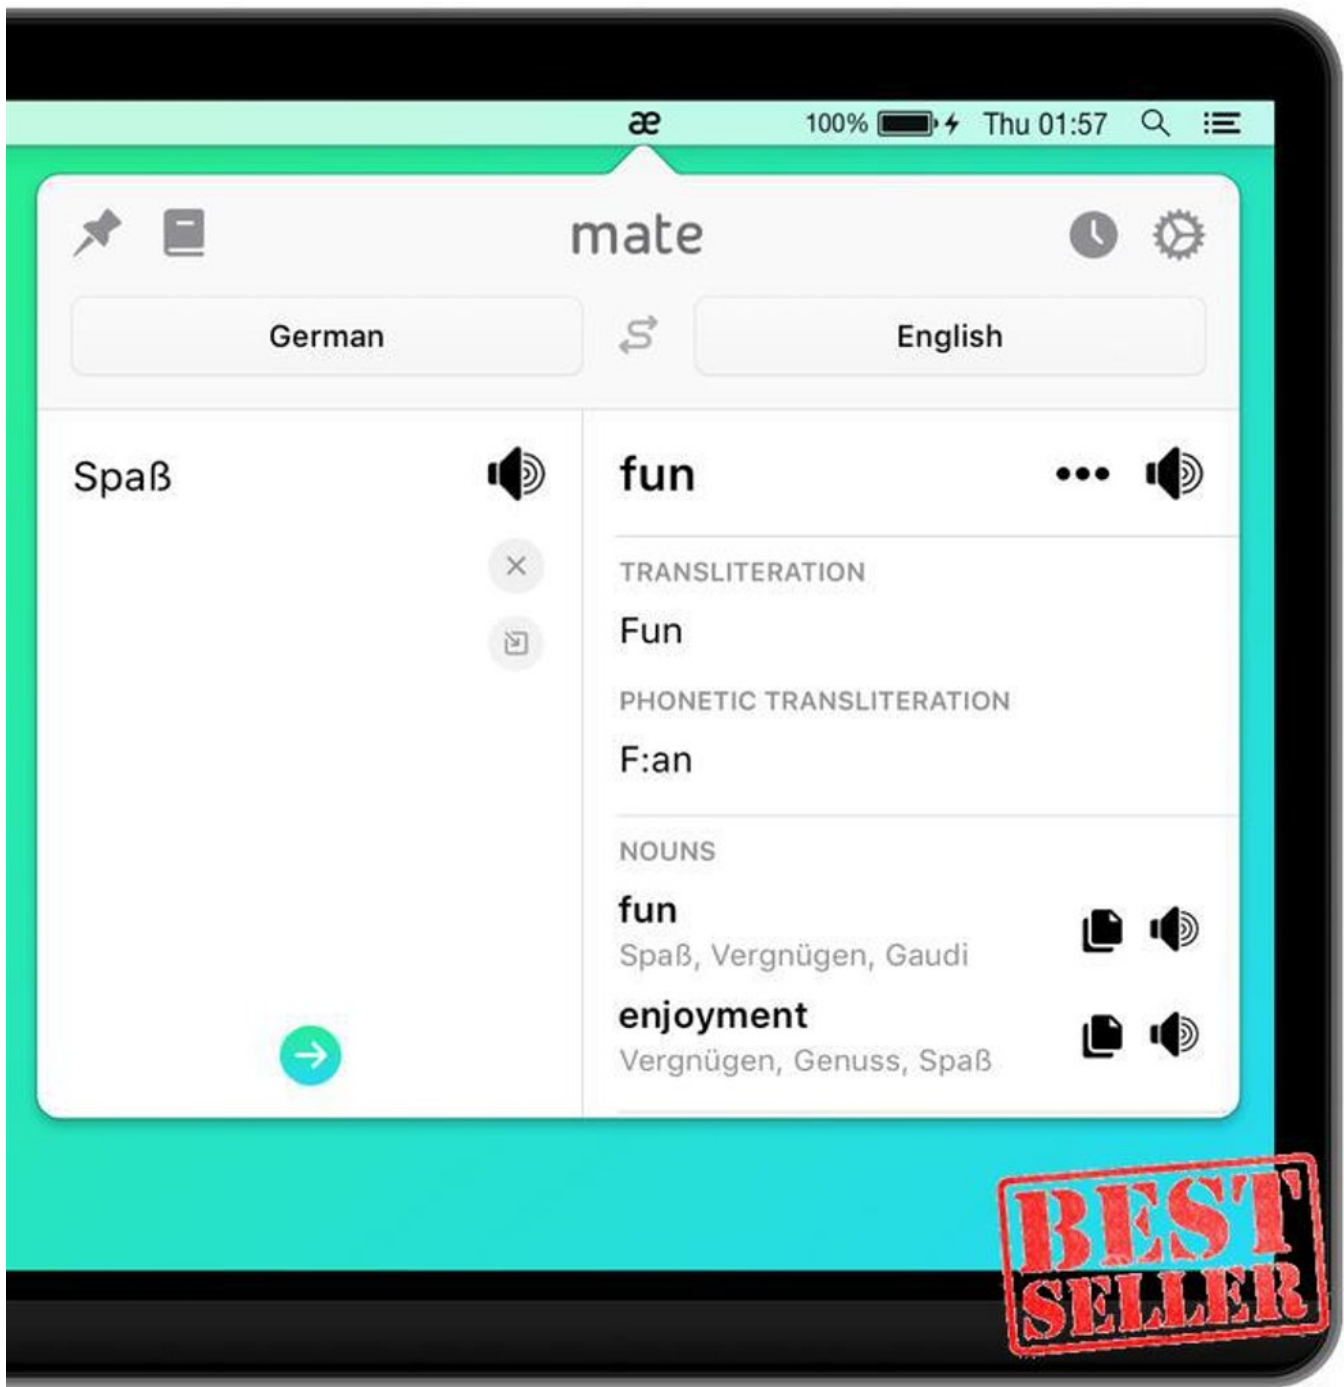 æ 100% Thu 01:57
mate
German English
Spaß
fun
TRANSLITERATION
Fun
PHONETIC TRANSLITERATION
F:an
NOUNS
fun
Spaß, Vergnügen, Gaudi
enjoyment
Vergnügen, Genuss, Spaß
BEST
SELLER